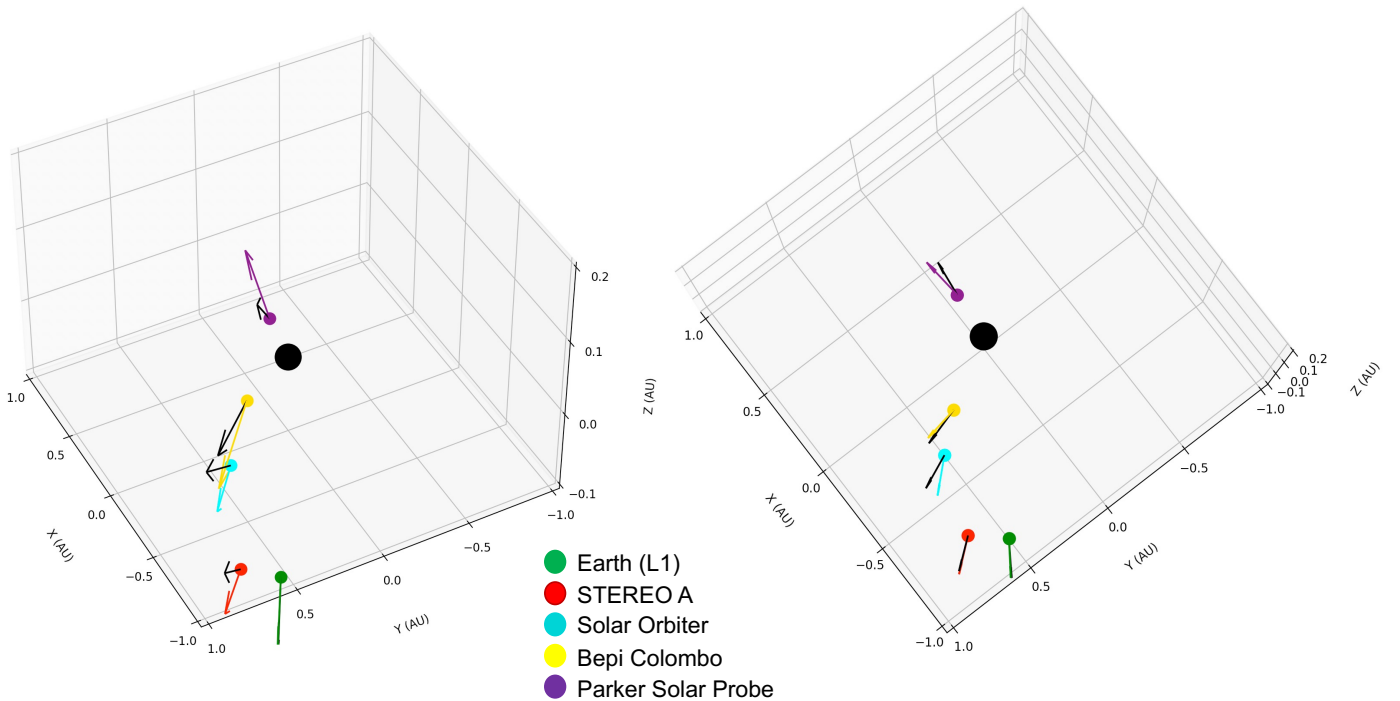 1.0
0.5
0.0
−0.5
−1.0
X (AU)
1.0
0.5
0.0
−0.5
−1.0
Y (AU)
0.2
0.1
0.0
−0.1
Z (AU)
Earth (L1)
STEREO A
Solar Orbiter
Bepi Colombo
Parker Solar Probe
1.0
0.5
0.0
−0.5
−1.0
X (AU)
1.0
0.5
0.0
−0.5
−1.0
Y (AU)
0.2
0.1
0.0
−0.1
Z (AU)